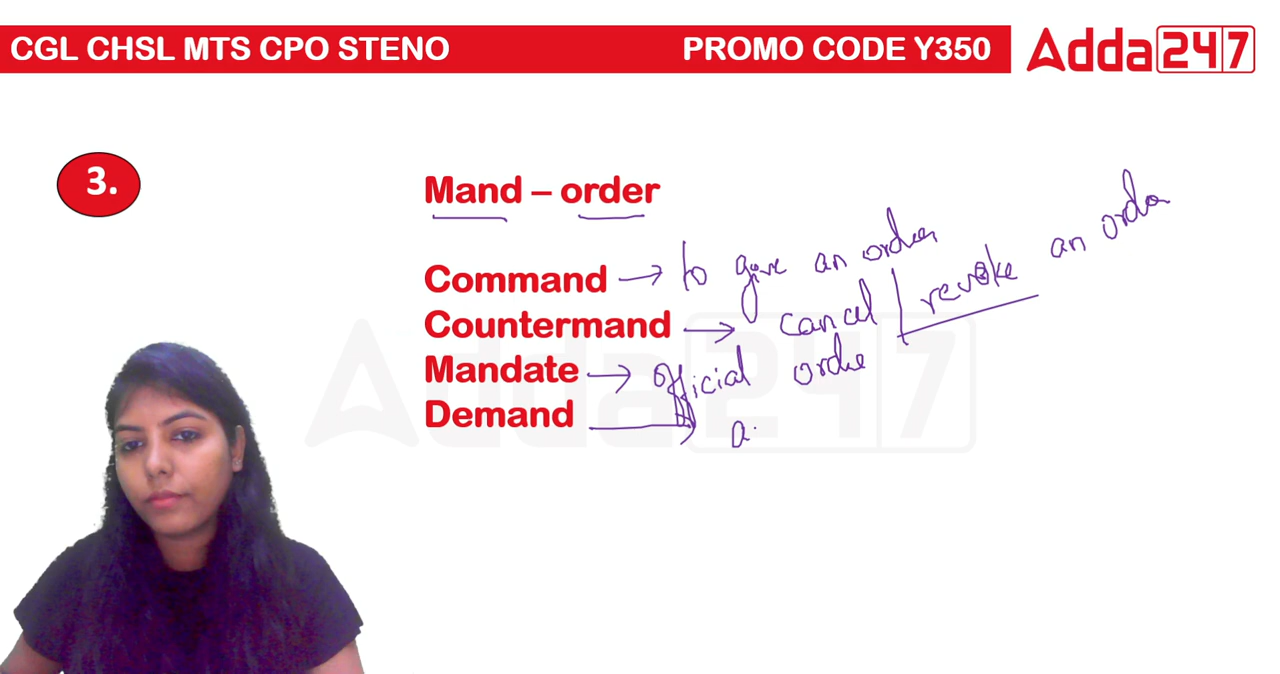 CGL CHSL MTS CPO STENO PROMO CODE Y350 Adda247
3.
Mand – order
Command → to give an order
Countermand → cancel / revoke an order
Mandate → official order
Demand → a